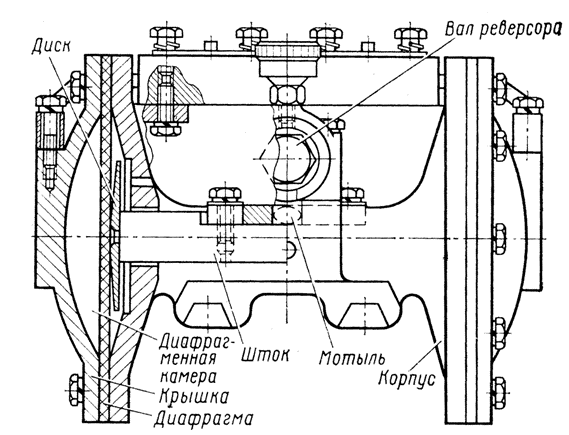 Диск
Вал реверсора
Диафраг-
менная
камера
Крышка
Диафрагма
Шток
Мотыль
Корпус